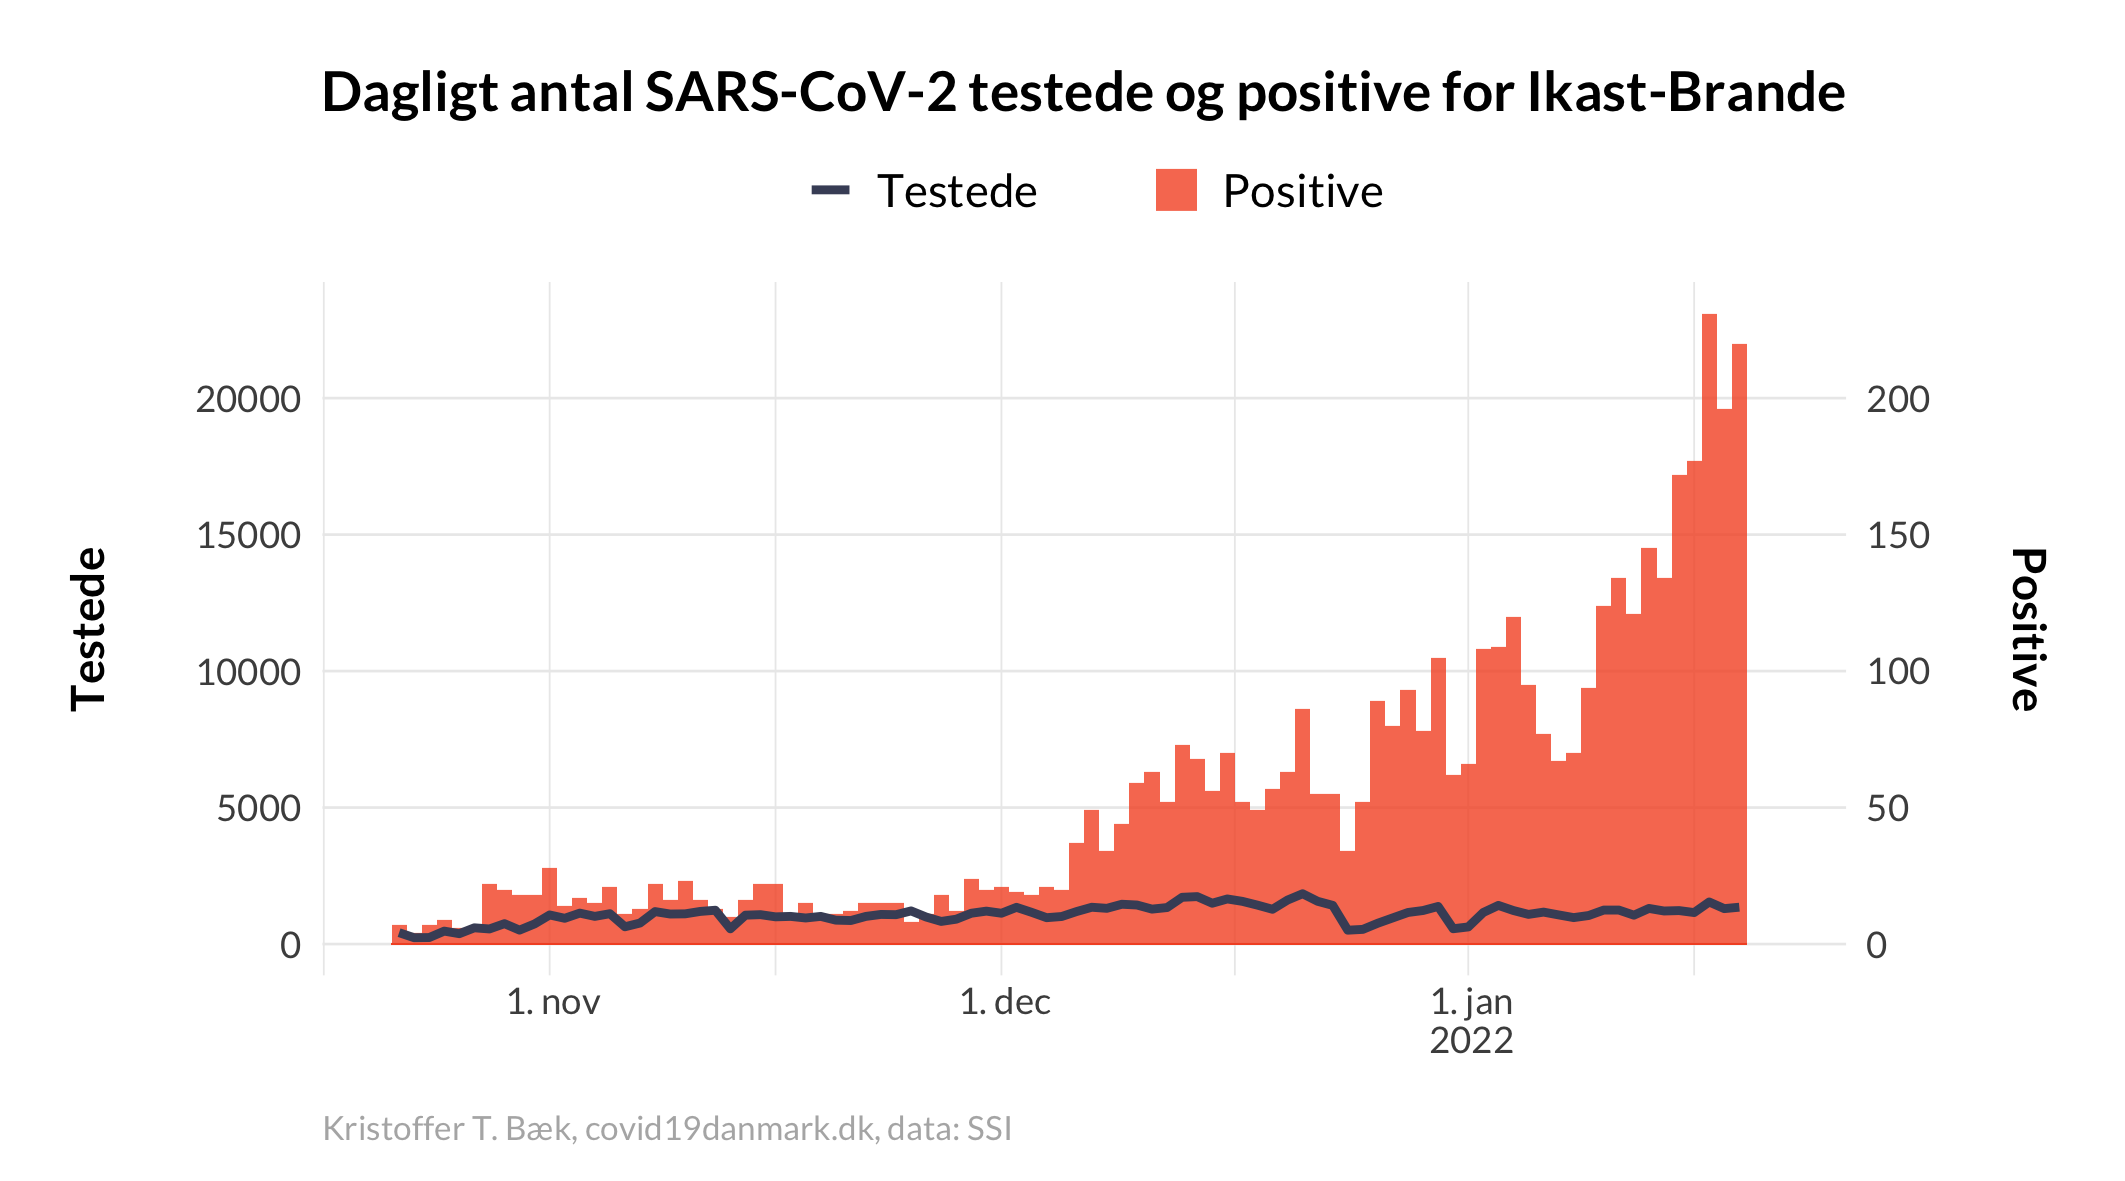 Dagligt antal SARS-CoV-2 testede og positive for Ikast-Brande
Testede
Positive
Testede
20000
15000
10000
5000
0
200
150
100
50
0
Positive
1. nov
1. dec
1. jan
2022
Kristoffer T. Bæk, covid19danmark.dk, data: SSI